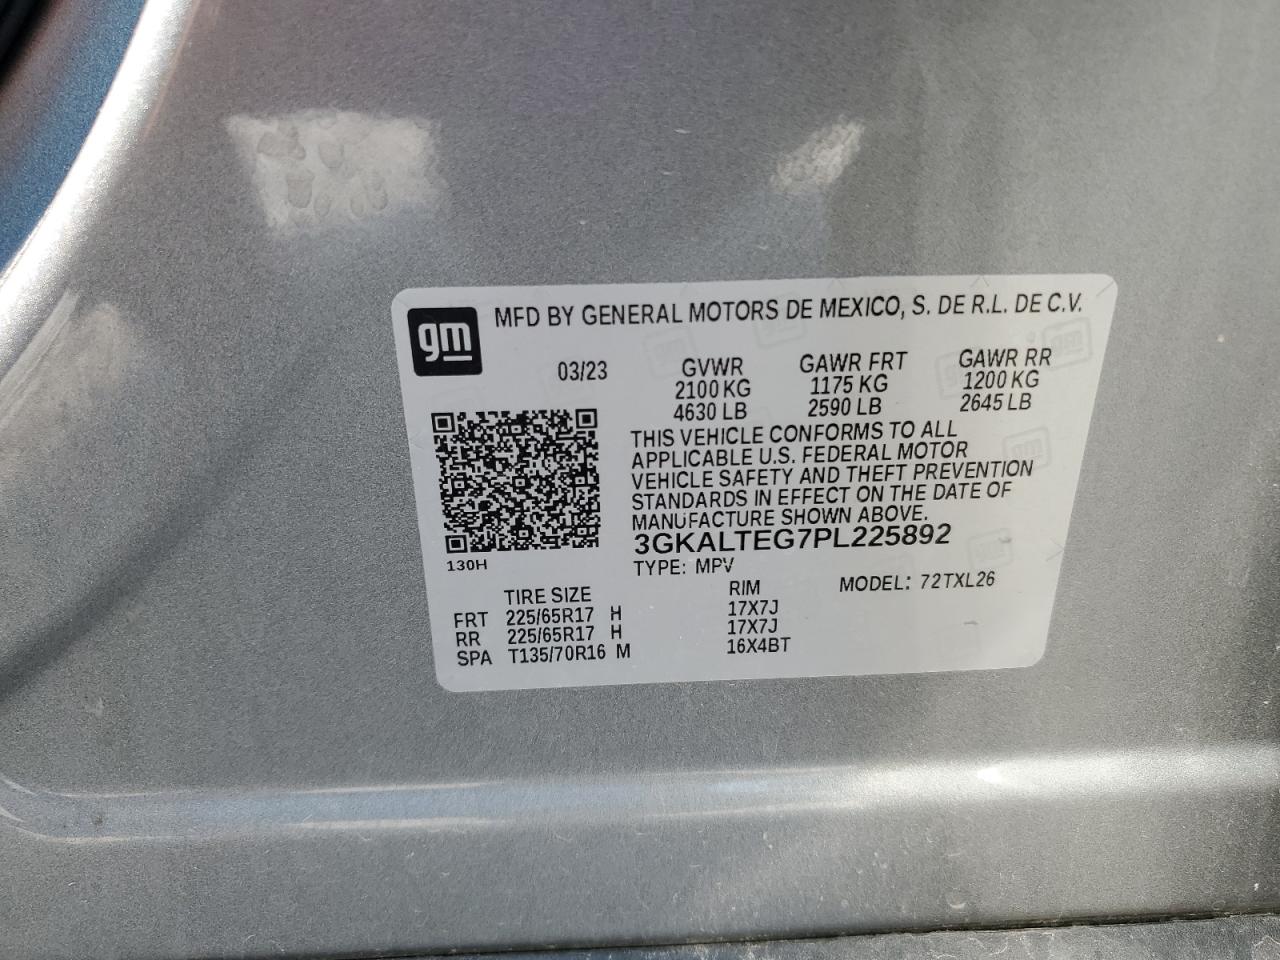 gm
MFD BY GENERAL MOTORS DE MEXICO, S. DE R.L. DE C.V.
03/23 GVWR GAWR FRT GAWR RR
2100 KG 1175 KG 1200 KG
4630 LB 2590 LB 2645 LB
THIS VEHICLE CONFORMS TO ALL
APPLICABLE U.S. FEDERAL MOTOR
VEHICLE SAFETY AND THEFT PREVENTION
STANDARDS IN EFFECT ON THE DATE OF
MANUFACTURE SHOWN ABOVE.
3GKALTEG7PL225892
130H
TYPE: MPV MODEL: 72TXL26
TIRE SIZE RIM
FRT 225/65R17 H 17X7J
RR 225/65R17 H 17X7J
SPA T135/70R16 M 16X4BT